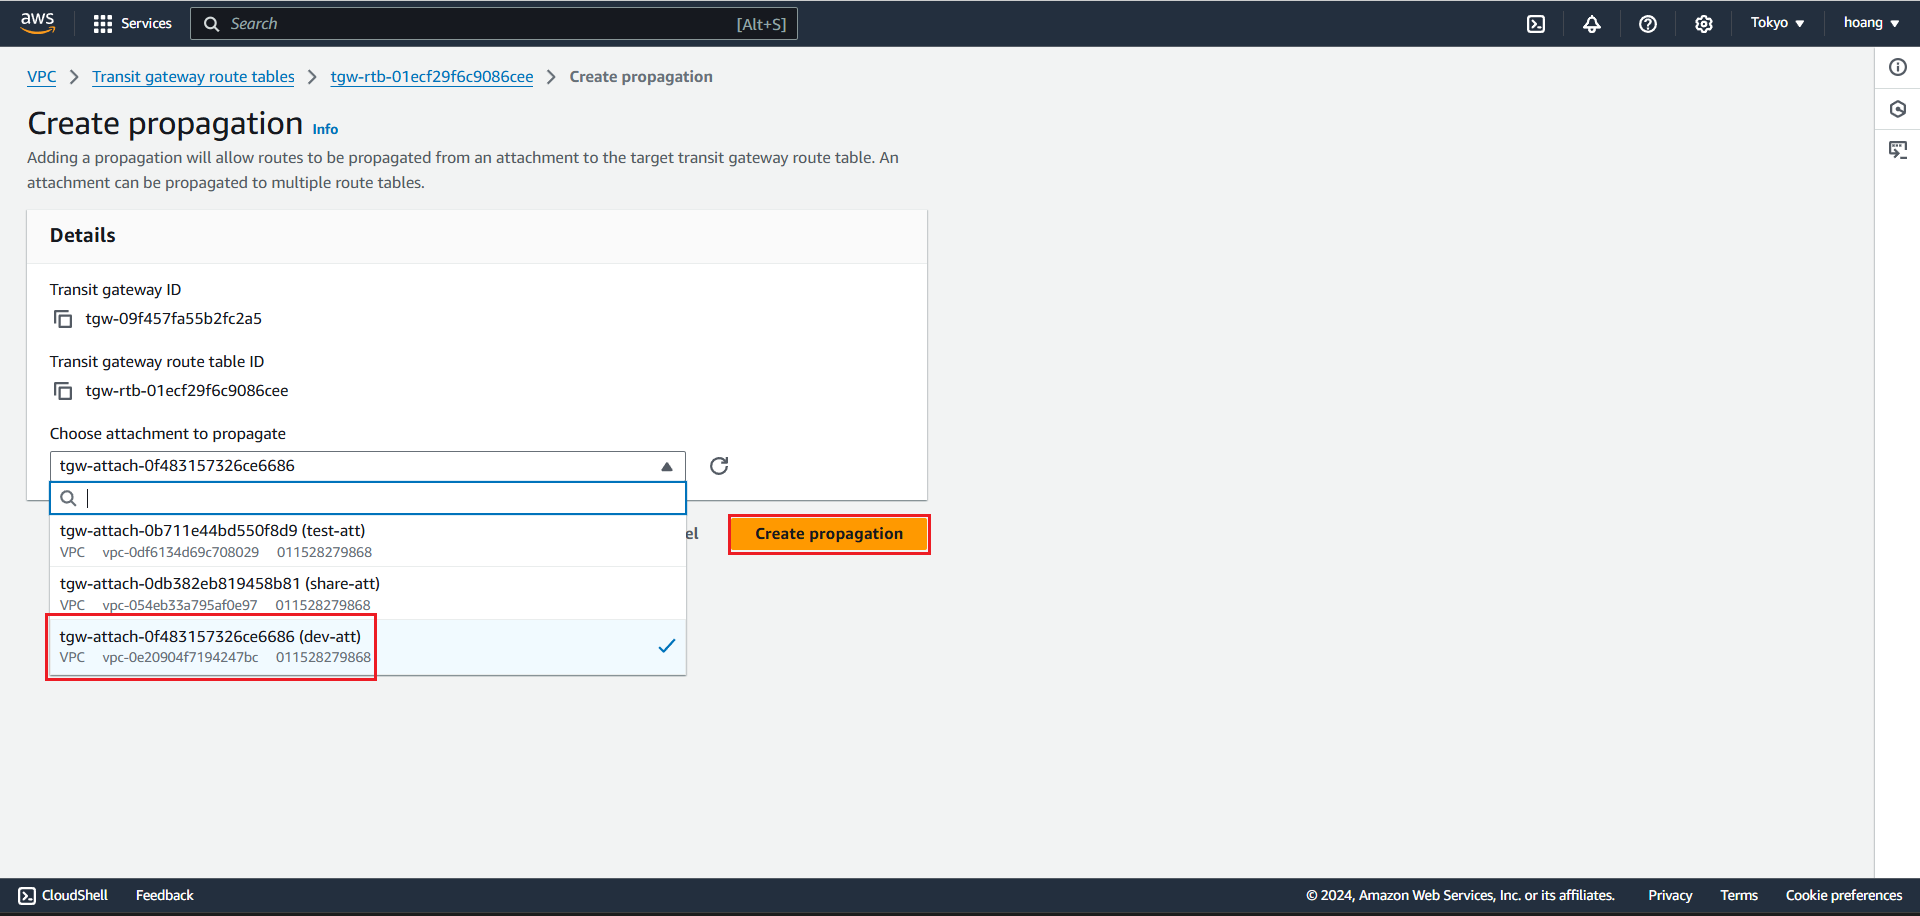 aws
Services
Search
[Alt+S]
Tokyo
hoang
VPC
Transit gateway route tables
tgw-rtb-01ecf29f6c9086cee
Create propagation
Create propagation Info
Adding a propagation will allow routes to be propagated from an attachment to the target transit gateway route table. An
attachment can be propagated to multiple route tables.
Details
Transit gateway ID
tgw-09f457fa55b2fc2a5
Transit gateway route table ID
tgw-rtb-01ecf29f6c9086cee
Choose attachment to propagate
tgw-attach-0f483157326ce6686
tgw-attach-0b711e44bd550f8d9 (test-att)
VPC vpc-0df6134d69c708029 011528279868
el
Create propagation
tgw-attach-0db382eb819458b81 (share-att)
VPC vpc-054eb33a795af0e97 011528279868
tgw-attach-0f483157326ce6686 (dev-att)
VPC vpc-0e20904f7194247bc 011528279868
CloudShell
Feedback
© 2024, Amazon Web Services, Inc. or its affiliates.
Privacy
Terms
Cookie preferences